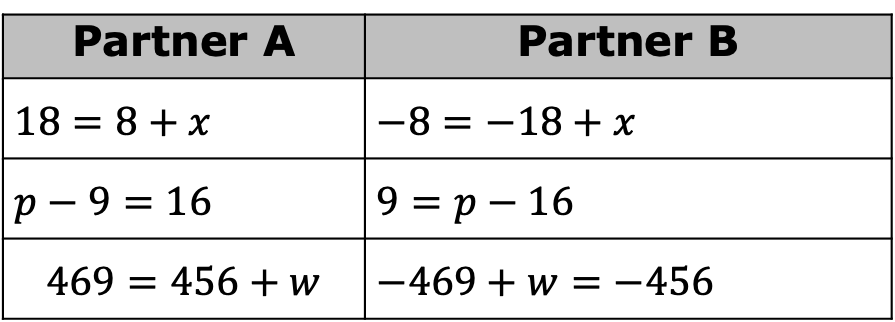 Partner A Partner B
18 = 8 + x −8 = −18 + x
p − 9 = 16 9 = p − 16
469 = 456 + w −469 + w = −456